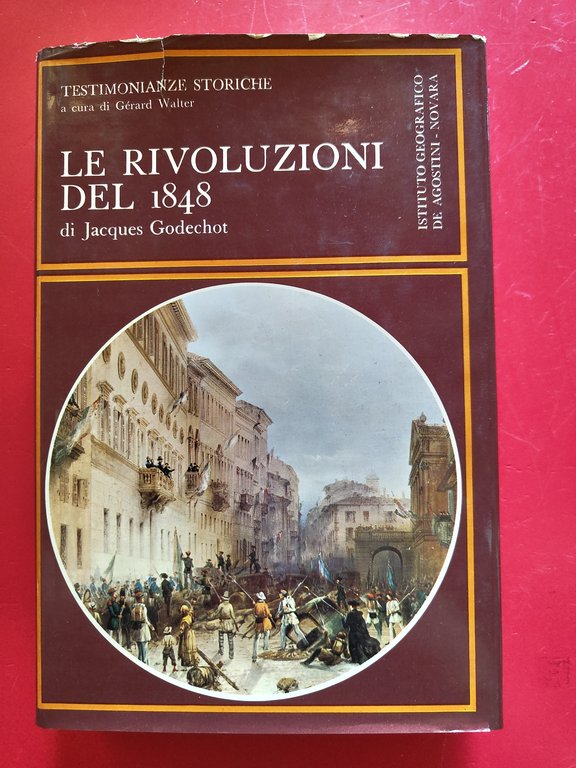 TESTIMONIANZE STORICHE
a cura di Gérard Walter
LE RIVOLUZIONI
DEL 1848
di Jacques Godechot
ISTITUTO GEOGRAFICO
DE AGOSTINI - NOVARA